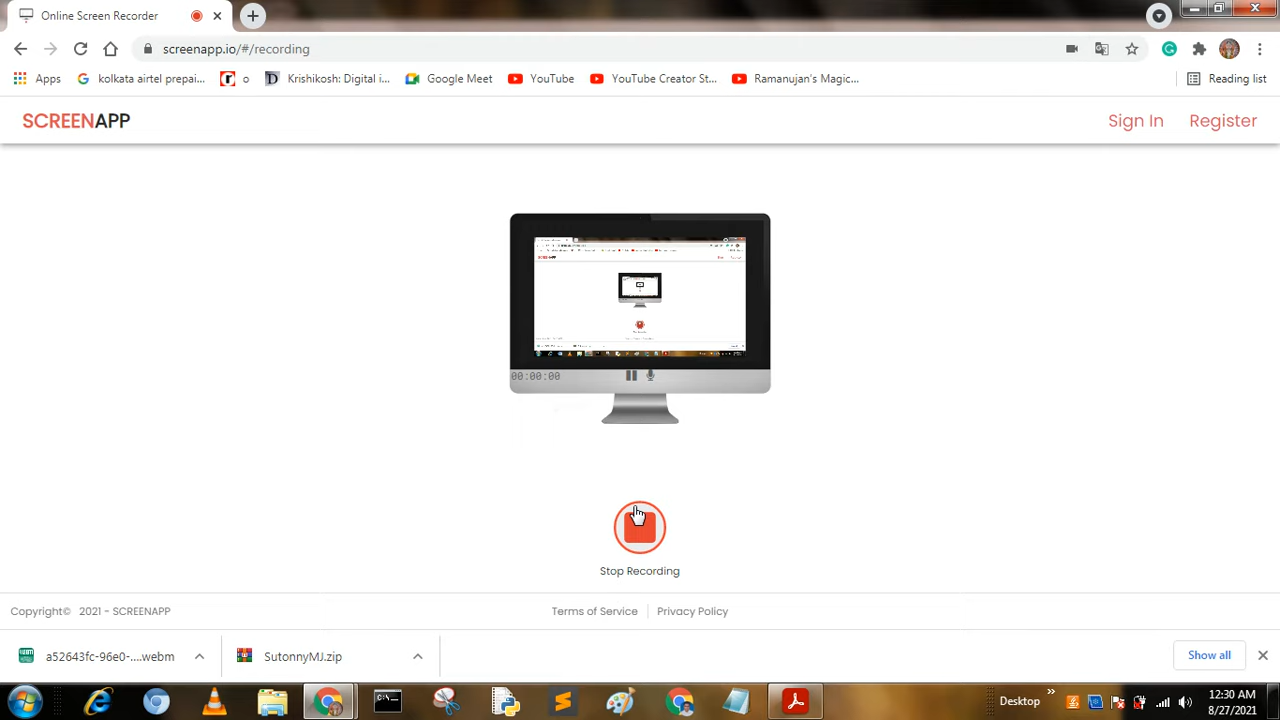 Online Screen Recorder
screenapp.io/#/recording
Apps kolkata airtel prepai... o Krishikosh: Digital i... Google Meet YouTube YouTube Creator St... Ramanujan's Magic... Reading list
SCREENAPP Sign In Register
00:00:00
Stop Recording
Copyright© 2021 - SCREENAPP Terms of Service Privacy Policy
a52643fc-96e0-....webm SutonnyMJ.zip Show all
Desktop 12:30 AM
8/27/2021